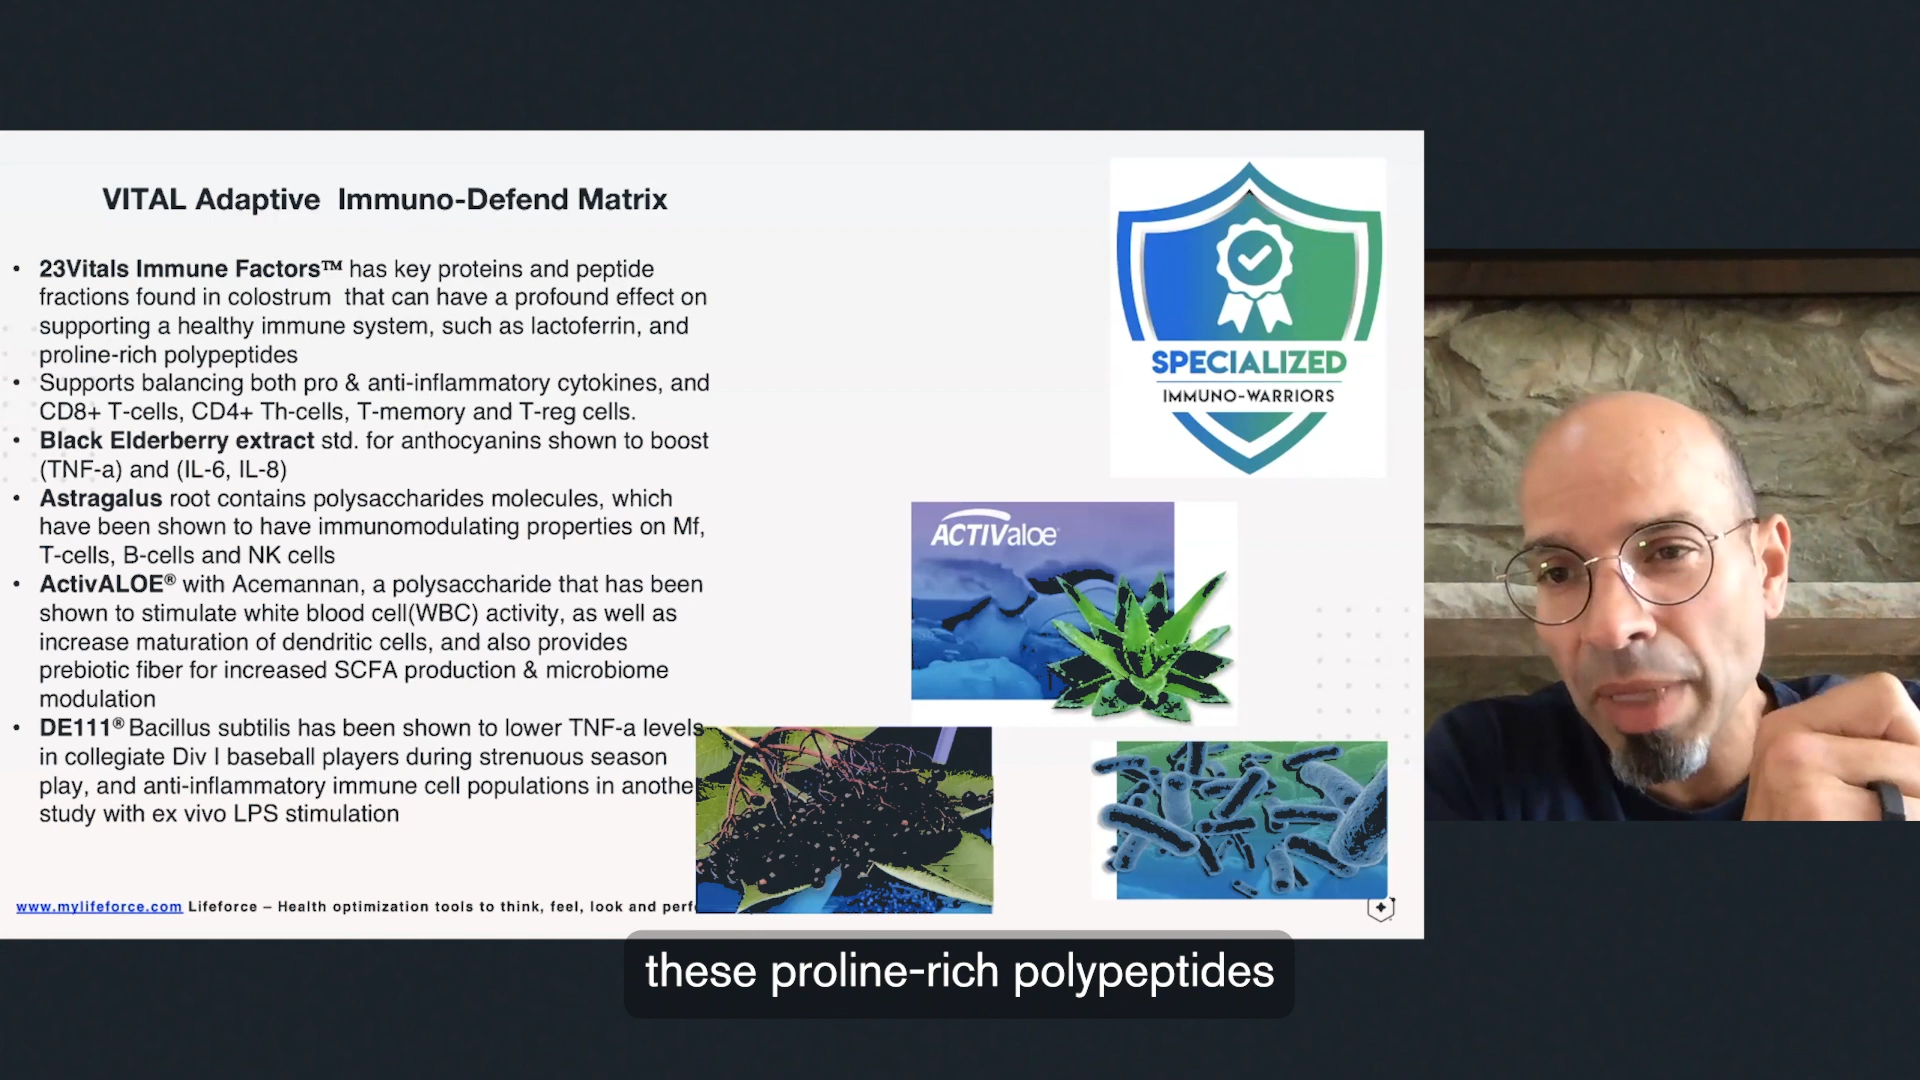 VITAL Adaptive  Immuno-Defend Matrix
• 23Vitals Immune Factors™ has key proteins and peptide
fractions found in colostrum  that can have a profound effect on
supporting a healthy immune system, such as lactoferrin, and
proline-rich polypeptides
• Supports balancing both pro & anti-inflammatory cytokines, and
CD8+ T-cells, CD4+ Th-cells, T-memory and T-reg cells.
• Black Elderberry extract std. for anthocyanins shown to boost
(TNF-a) and (IL-6, IL-8)
• Astragalus root contains polysaccharides molecules, which
have been shown to have immunomodulating properties on Mf,
T-cells, B-cells and NK cells
• ActivALOE® with Acemannan, a polysaccharide that has been
shown to stimulate white blood cell(WBC) activity, as well as
increase maturation of dendritic cells, and also provides
prebiotic fiber for increased SCFA production & microbiome
modulation
• DE111® Bacillus subtilis has been shown to lower TNF-a levels
in collegiate Div I baseball players during strenuous season
play, and anti-inflammatory immune cell populations in anothe
study with ex vivo LPS stimulation
www.mylifeforce.com Lifeforce – Health optimization tools to think, feel, look and perf
SPECIALIZED
IMMUNO-WARRIORS
ACTIValoe
these proline-rich polypeptides